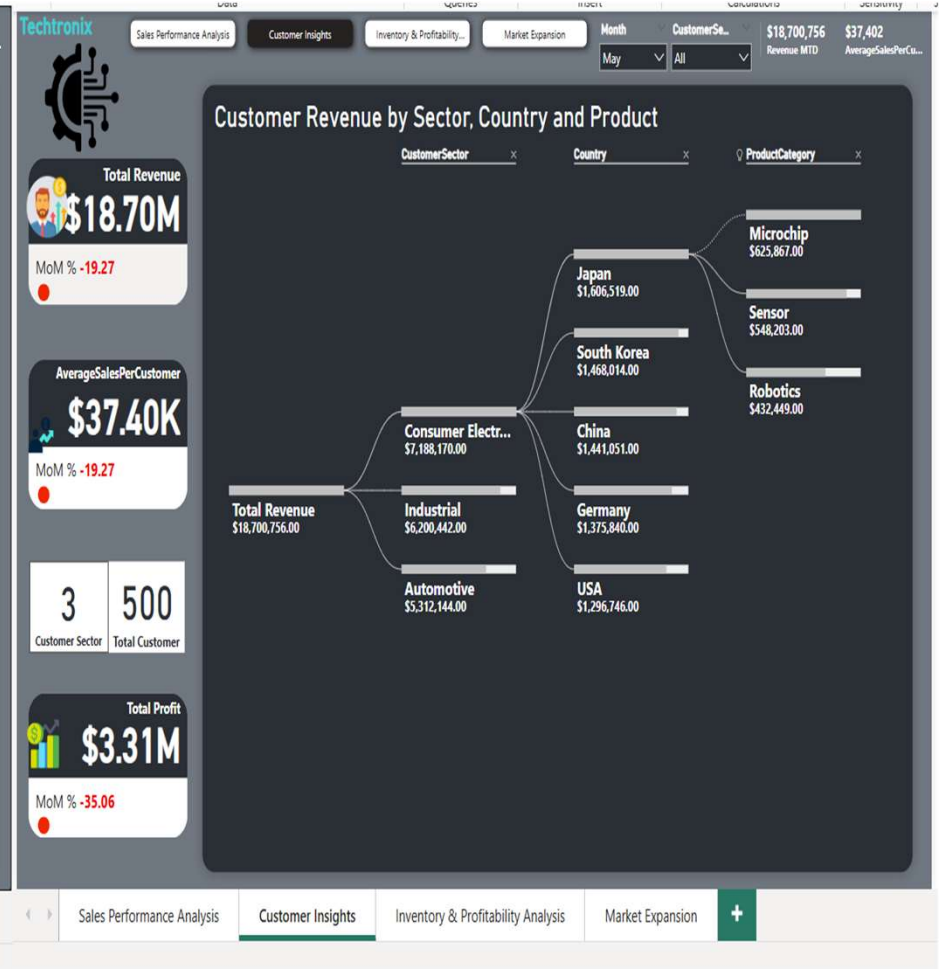 Data
Queries
Insert
Calculations
Sensitivity
Techtronix
Sales Performance Analysis
Customer Insights
Inventory & Profitability...
Market Expansion
Month
May
CustomerSe...
All
$18,700,756
Revenue MTD
$37,402
AverageSalesPerCu...
Customer Revenue by Sector, Country and Product
CustomerSector
Country
ProductCategory
Total Revenue
$18.70M
MoM % -19.27
AverageSalesPerCustomer
$37.40K
MoM % -19.27
3
Customer Sector
500
Total Customer
Total Profit
$3.31M
MoM % -35.06
Total Revenue
$18,700,756.00
Consumer Electr...
$7,188,170.00
Industrial
$6,200,442.00
Automotive
$5,312,144.00
Japan
$1,606,519.00
South Korea
$1,468,014.00
China
$1,441,051.00
Germany
$1,375,840.00
USA
$1,296,746.00
Microchip
$625,867.00
Sensor
$548,203.00
Robotics
$432,449.00
Sales Performance Analysis
Customer Insights
Inventory & Profitability Analysis
Market Expansion